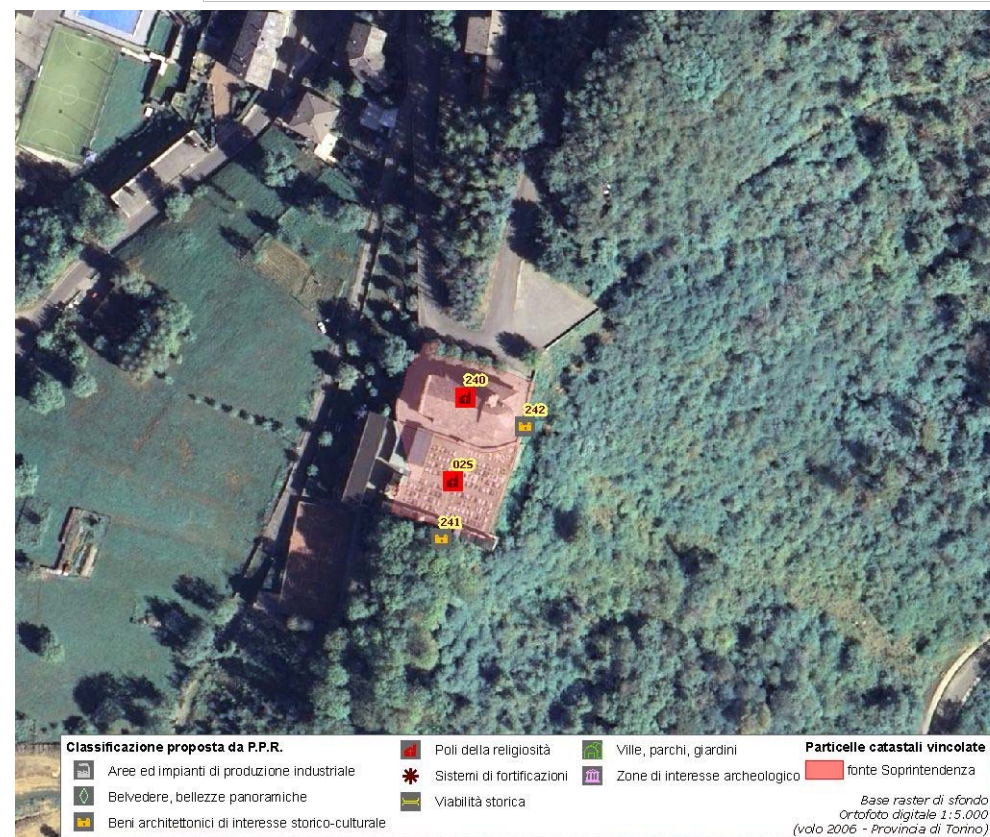 240
242
025
241
Classificazione proposta da P.P.R.
Aree ed impianti di produzione industriale
Belvedere, bellezze panoramiche
Beni architettonici di interesse storico-culturale
Poli della religiosità
Sistemi di fortificazioni
Viabilità storica
Ville, parchi, giardini
Zone di interesse archeologico
Particelle catastali vincolate
fonte Soprintendenza
Base raster di sfondo
Ortofoto digitale 1:5.000
(volo 2006 - Provincia di Torino)